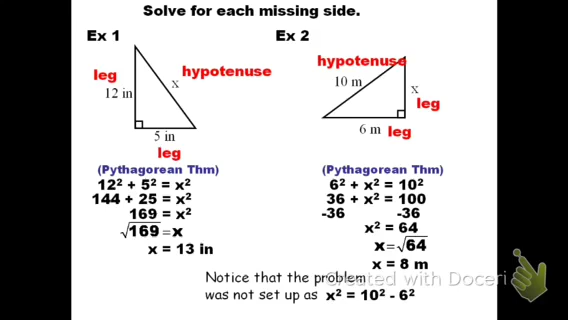 Solve for each missing side.
Ex 1
leg
hypotenuse
x
12 in
5 in
leg
(Pythagorean Thm)
12² + 5² = x²
144 + 25 = x²
169 = x²
√169 = x
x = 13 in
Ex 2
hypotenuse
10 m
x
leg
6 m leg
(Pythagorean Thm)
6² + x² = 10²
36 + x² = 100
-36 -36
x² = 64
x = √64
x = 8 m
Notice that the problem
was not set up as x² = 10² - 6²
Created with Doceri